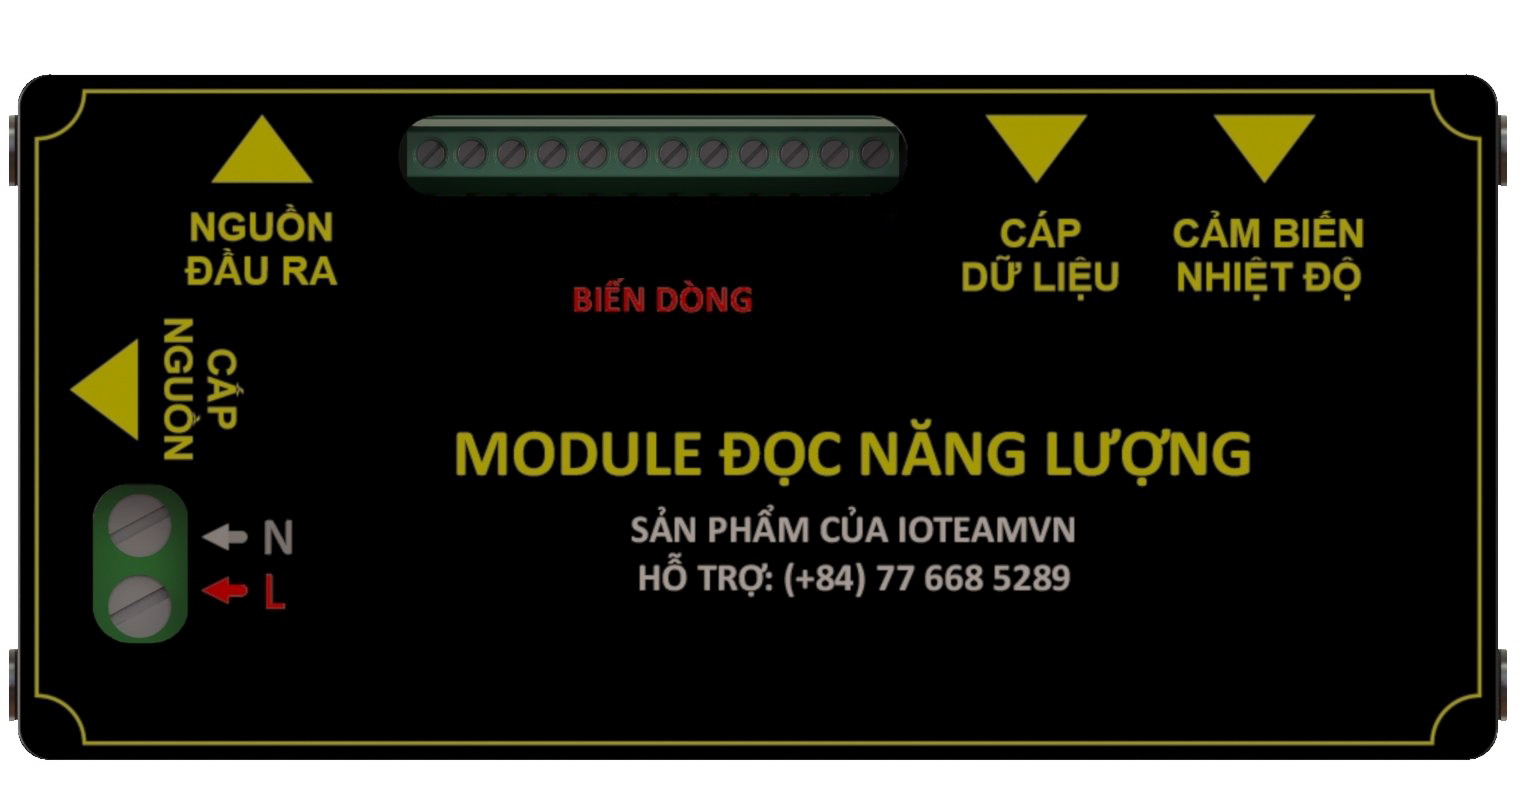 NGUỒN
ĐẦU RA
CÁP
DỮ LIỆU
CẢM BIẾN
NHIỆT ĐỘ
BIẾN DÒNG
CẤP
NGUỒN
MODULE ĐỌC NĂNG LƯỢNG
SẢN PHẨM CỦA IOTEAMVN
HỖ TRỢ: (+84) 77 668 5289
N
L